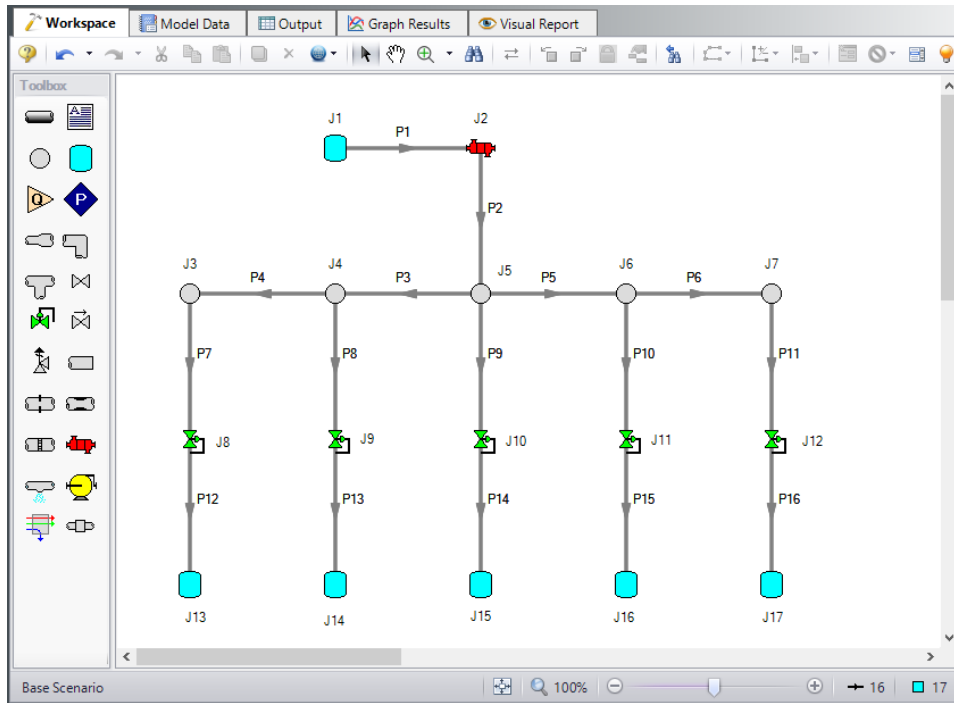 Workspace Model Data Output Graph Results Visual Report
Toolbox
A
Q P
J1 P1 J2
P2
J3 P4 J4 P3 J5 P5 J6 P6 J7
P7 P8 P9 P10 P11
J8 J9 J10 J11 J12
P12 P13 P14 P15 P16
J13 J14 J15 J16 J17
Base Scenario 100% 16 17